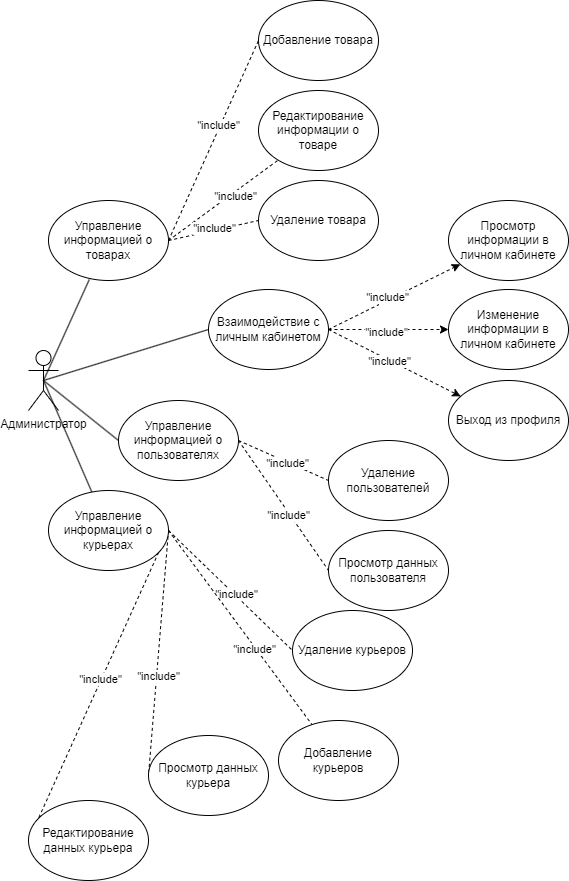 Добавление товара
"include"
Редактирование
информации о
товаре
"include"
Удаление товара
"include"
Управление
информацией о
товарах
Просмотр
информации в
личном кабинете
"include"
Взаимодействие с
личным кабинетом
"include"
Изменение
информации в
личном кабинете
"include"
Выход из профиля
Администратор
Управление
информацией о
пользователях
"include"
Удаление
пользователей
"include"
Просмотр данных
пользователя
Управление
информацией о
курьерах
"include"
Удаление курьеров
"include"
Добавление
курьеров
"include"
Просмотр данных
курьера
"include"
Редактирование
данных курьера